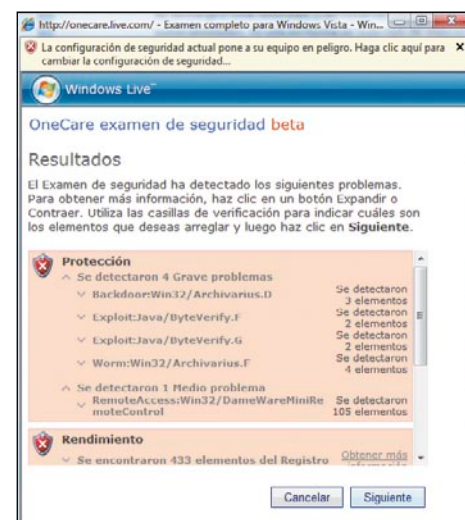 http://onecare.live.com/ - Examen completo para Windows Vista - Win...
La configuración de seguridad actual pone a su equipo en peligro. Haga clic aquí para
cambiar la configuración de seguridad...
Windows Live™
OneCare examen de seguridad beta
Resultados
El Examen de seguridad ha detectado los siguientes problemas.
Para obtener más información, haz clic en un botón Expandir o
Contraer. Utiliza las casillas de verificación para indicar cuáles son
los elementos que deseas arreglar y luego haz clic en Siguiente.
Protección
Se detectaron 4 Grave problemas
Backdoor:Win32/Archivarius.D
Se detectaron
3 elementos
Exploit:Java/ByteVerify.F
Se detectaron
2 elementos
Exploit:Java/ByteVerify.G
Se detectaron
2 elementos
Worm:Win32/Archivarius.F
Se detectaron
4 elementos
Se detectaron 1 Medio problema
RemoteAccess:Win32/DameWareMiniRe
moteControl
Se detectaron
105 elementos
Rendimiento
Se encontraron 433 elementos del Registro
Obtener más
Cancelar
Siguiente